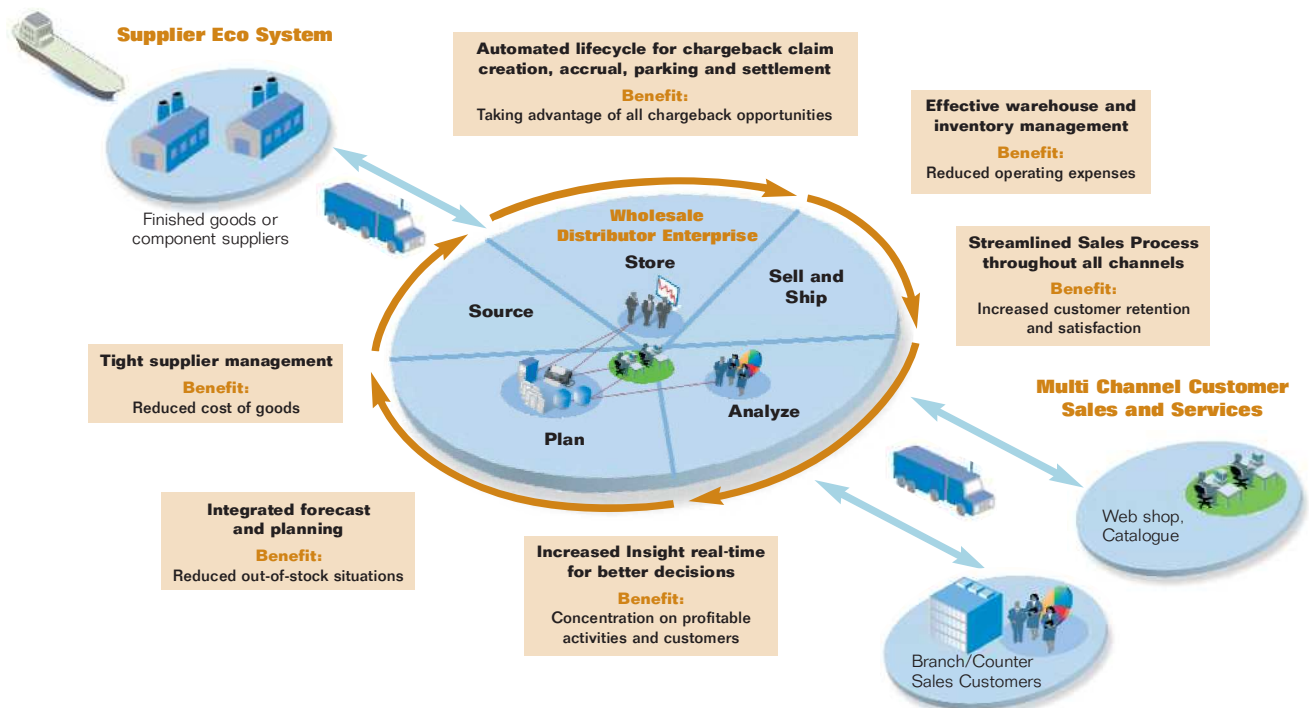 Supplier Eco System
Finished goods or
component suppliers
Automated lifecycle for chargeback claim
creation, accrual, parking and settlement
Benefit:
Taking advantage of all chargeback opportunities
Effective warehouse and
inventory management
Benefit:
Reduced operating expenses
Wholesale
Distributor Enterprise
Store
Sell and
Ship
Source
Plan
Analyze
Streamlined Sales Process
throughout all channels
Benefit:
Increased customer retention
and satisfaction
Tight supplier management
Benefit:
Reduced cost of goods
Multi Channel Customer
Sales and Services
Web shop,
Catalogue
Integrated forecast
and planning
Benefit:
Reduced out-of-stock situations
Increased Insight real-time
for better decisions
Benefit:
Concentration on profitable
activities and customers
Branch/Counter
Sales Customers